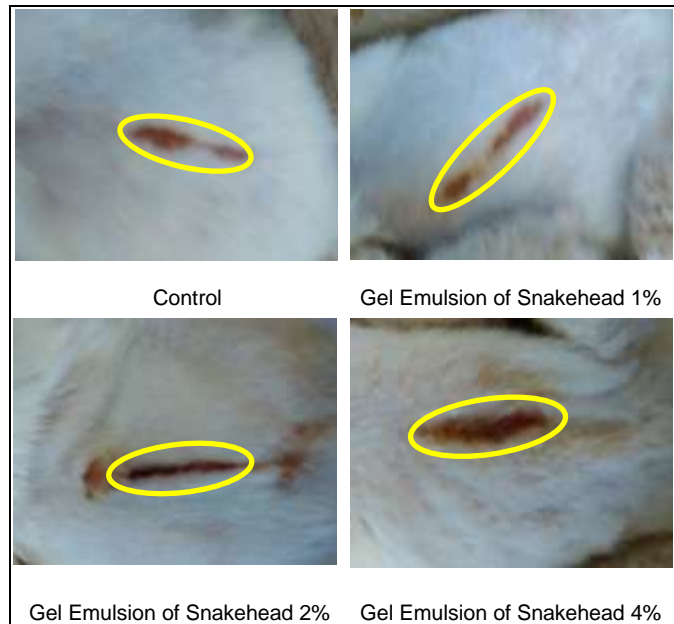 Control
Gel Emulsion of Snakehead 1%
Gel Emulsion of Snakehead 2%
Gel Emulsion of Snakehead 4%